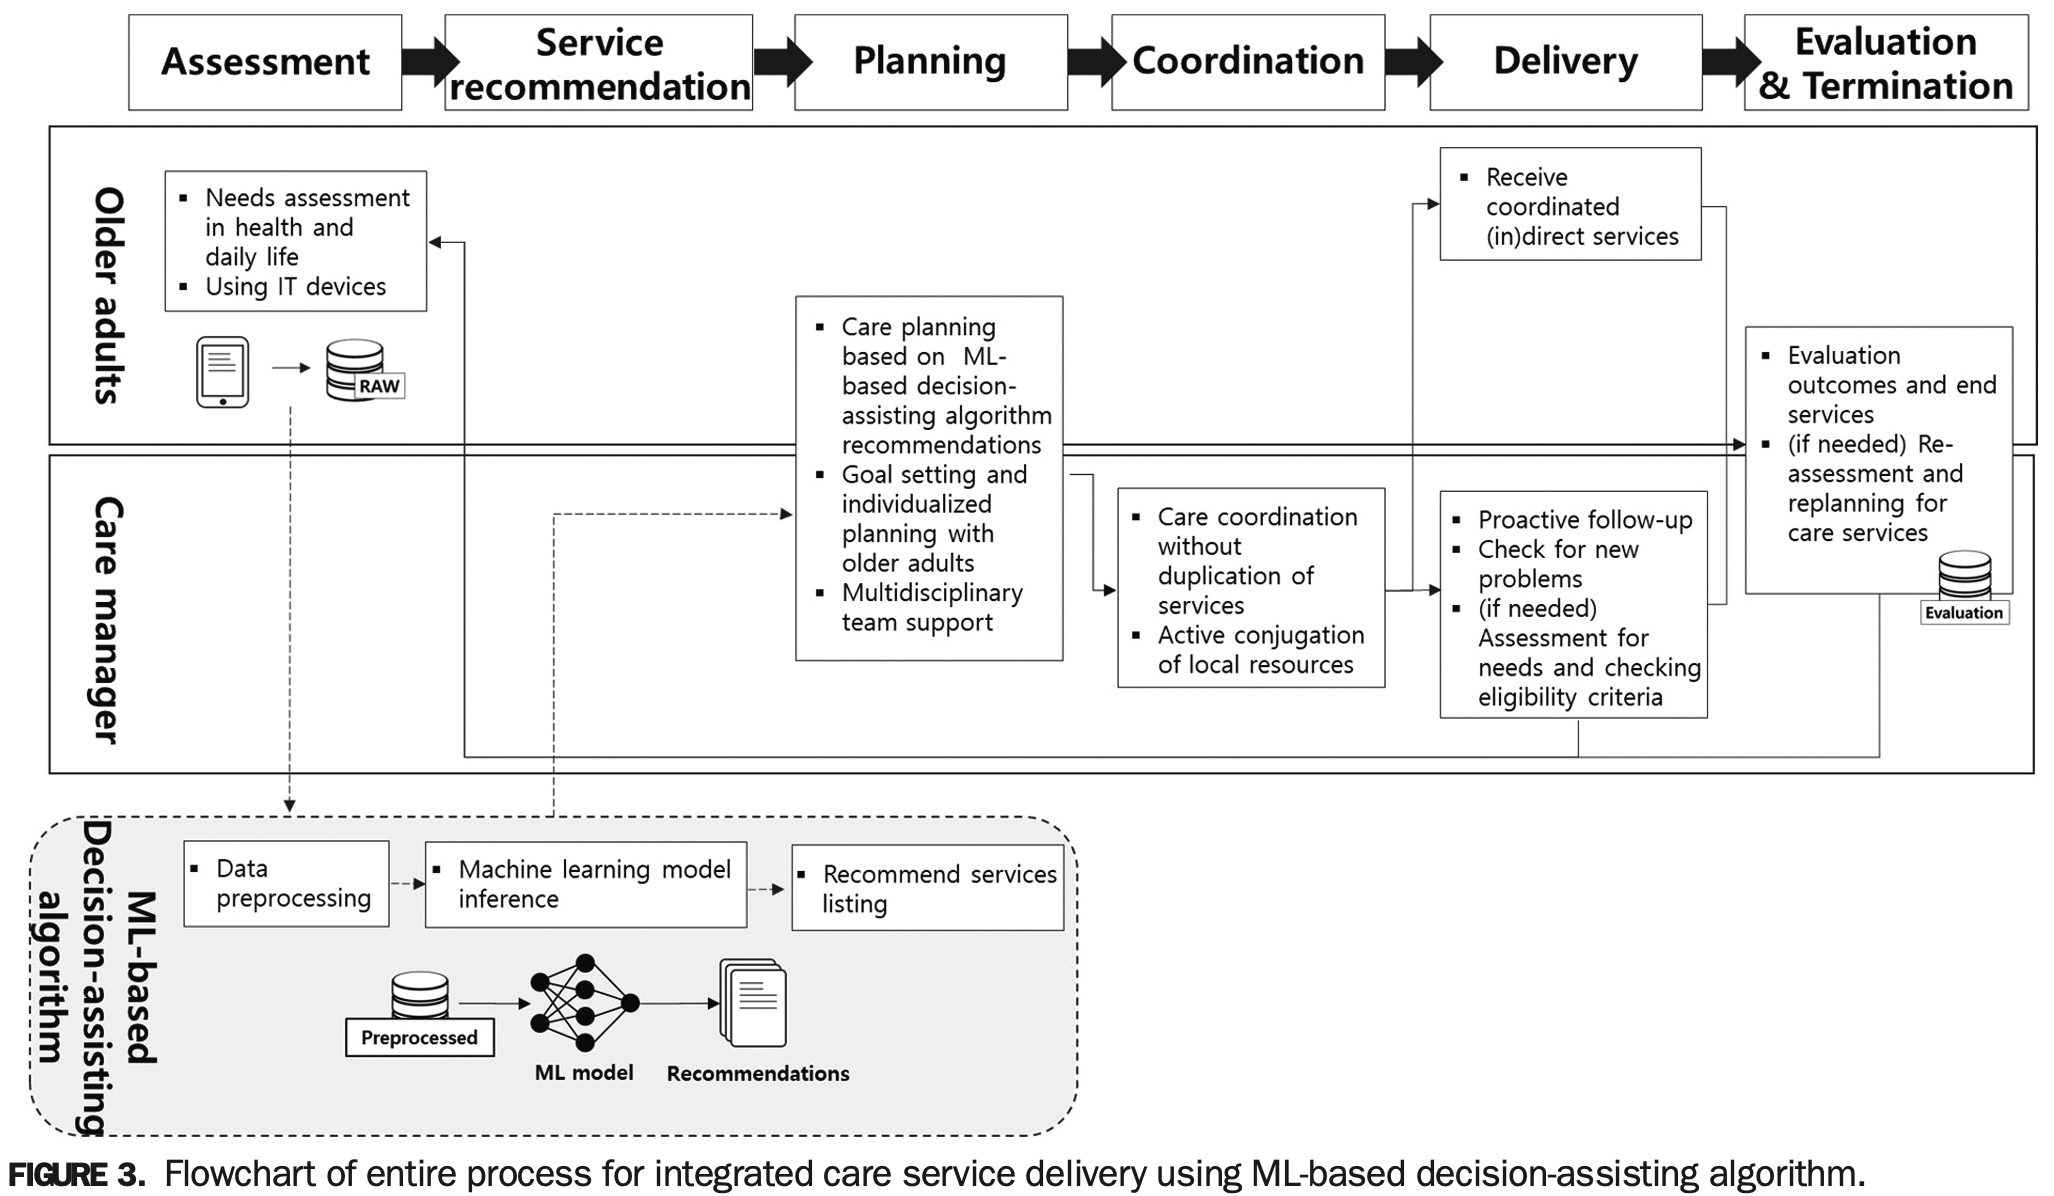 Assessment
Service
recommendation
Planning
Coordination
Delivery
Evaluation
& Termination
Older adults
▪ Needs assessment
in health and
daily life
▪ Using IT devices
RAW
▪ Care planning
based on ML-
based decision-
assisting algorithm
recommendations
▪ Goal setting and
individualized
planning with
older adults
▪ Multidisciplinary
team support
▪ Receive
coordinated
(in)direct services
▪ Evaluation
outcomes and end
services
▪ (if needed) Re-
assessment and
replanning for
care services
Evaluation
Care manager
▪ Care coordination
without
duplication of
services
▪ Active conjugation
of local resources
▪ Proactive follow-up
▪ Check for new
problems
▪ (if needed)
Assessment for
needs and checking
eligibility criteria
ML-based
Decision-assisting
algorithm
▪ Data
preprocessing
▪ Machine learning model
inference
▪ Recommend services
listing
Preprocessed
ML model
Recommendations
FIGURE 3. Flowchart of entire process for integrated care service delivery using ML-based decision-assisting algorithm.